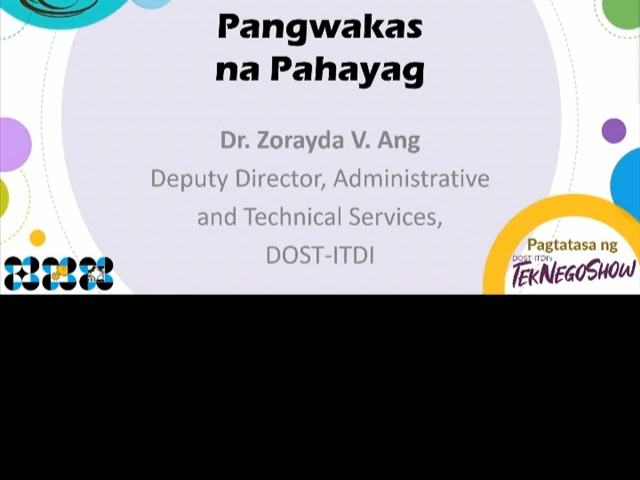 Pangwakas
na Pahayag
Dr. Zorayda V. Ang
Deputy Director, Administrative
and Technical Services,
DOST-ITDI
Pagtatasa ng
DOST-ITDI's
TEKNEGOSHOW